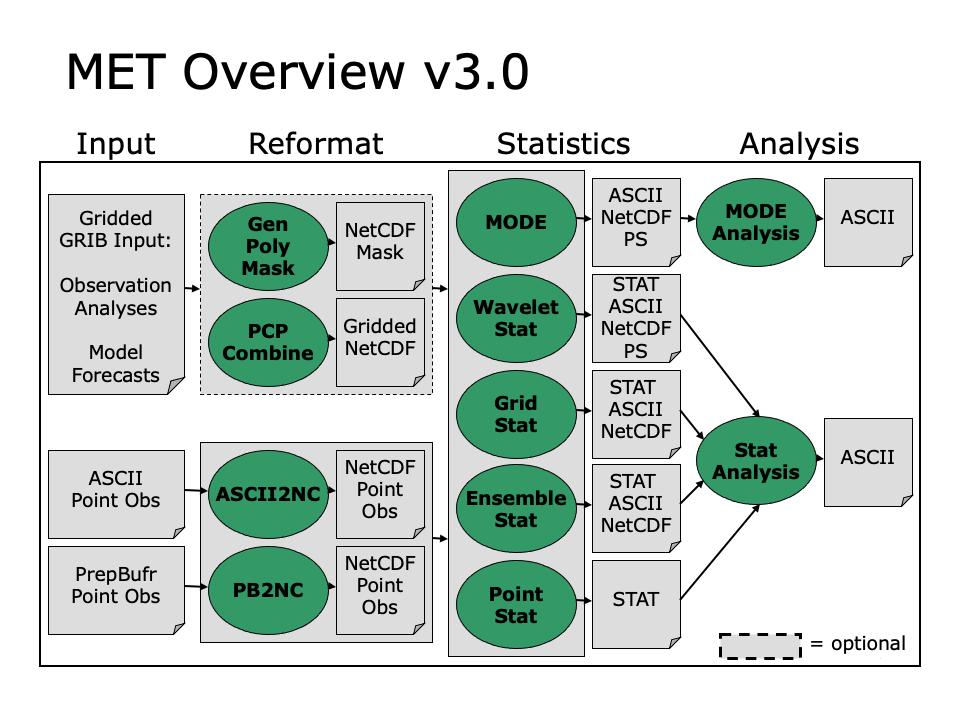 MET Overview v3.0
Input
Reformat
Statistics
Analysis
Gridded
GRIB Input:
Observation
Analyses
Model
Forecasts
Gen
Poly
Mask
NetCDF
Mask
PCP
Combine
Gridded
NetCDF
ASCII
Point Obs
ASCII2NC
NetCDF
Point
Obs
PrepBufr
Point Obs
PB2NC
NetCDF
Point
Obs
MODE
ASCII
NetCDF
PS
MODE
Analysis
ASCII
Wavelet
Stat
STAT
ASCII
NetCDF
PS
Grid
Stat
STAT
ASCII
NetCDF
Ensemble
Stat
STAT
ASCII
NetCDF
Point
Stat
STAT
Stat
Analysis
ASCII
= optional